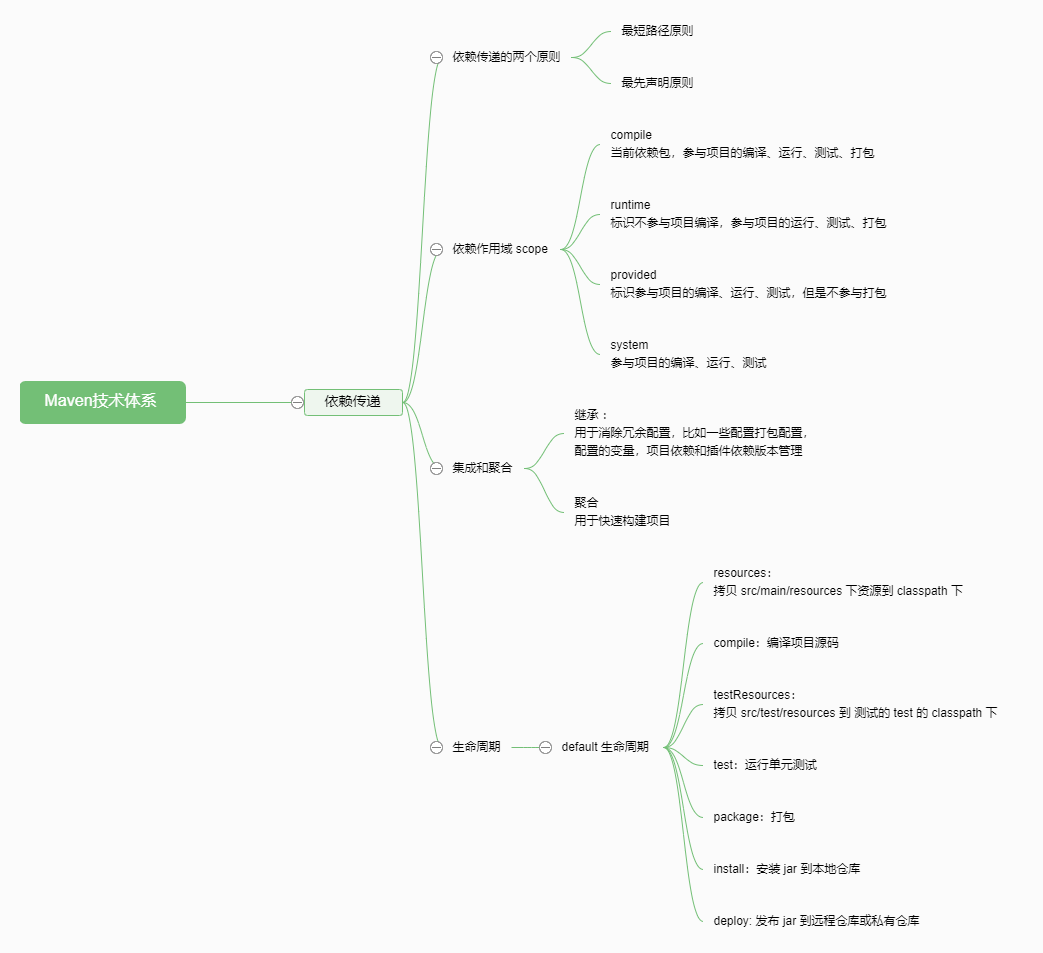 Maven技术体系
依赖传递
依赖传递的两个原则
最短路径原则
最先声明原则
依赖作用域 scope
compile
当前依赖包，参与项目的编译、运行、测试、打包
runtime
标识不参与项目编译，参与项目的运行、测试、打包
provided
标识参与项目的编译、运行、测试，但是不参与打包
system
参与项目的编译、运行、测试
集成和聚合
继承 ：
用于消除冗余配置，比如一些配置打包配置，
配置的变量，项目依赖和插件依赖版本管理
聚合
用于快速构建项目
生命周期
default 生命周期
resources：
拷贝 src/main/resources 下资源到 classpath 下
compile：编译项目源码
testResources：
拷贝 src/test/resources 到 测试的 test 的 classpath 下
test：运行单元测试
package：打包
install：安装 jar 到本地仓库
deploy: 发布 jar 到远程仓库或私有仓库